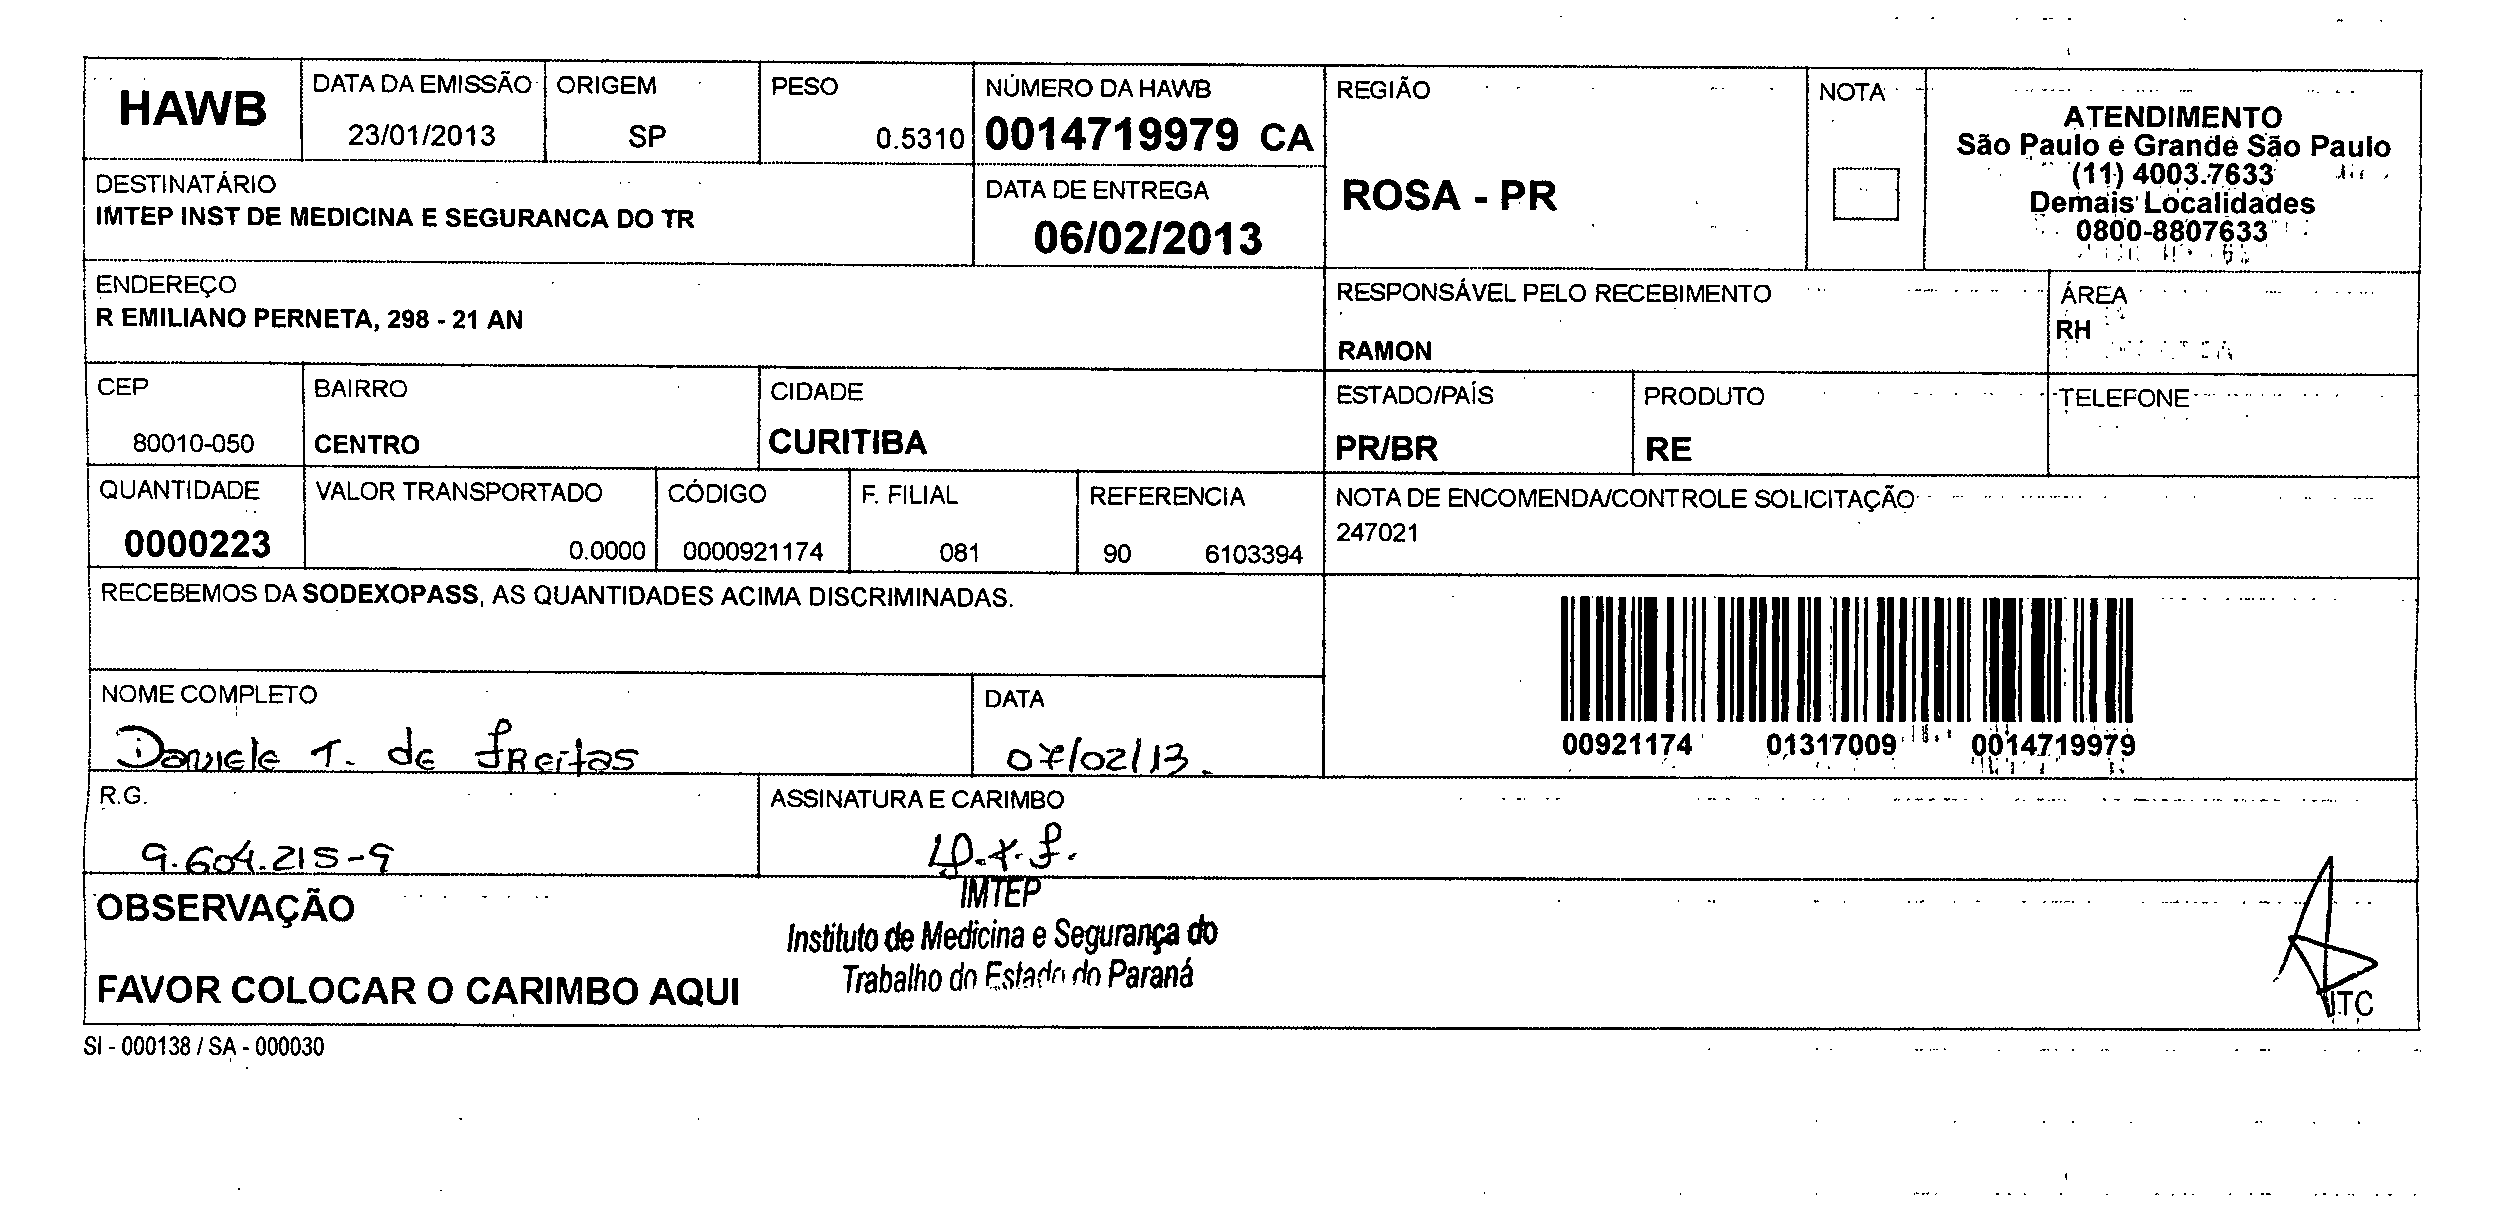 HAWB
DATA DA EMISSÃO
23/01/2013
ORIGEM
SP
PESO
0.5310
NÚMERO DA HAWB
0014719979 CA
REGIÃO
ROSA - PR
NOTA
ATENDIMENTO
São Paulo e Grande São Paulo
(11) 4003.7633
Demais Localidades
0800-8807633
DESTINATÁRIO
IMTEP INST DE MEDICINA E SEGURANCA DO TR
DATA DE ENTREGA
06/02/2013
ENDEREÇO
R EMILIANO PERNETA, 298 - 21 AN
RESPONSÁVEL PELO RECEBIMENTO
RAMON
ÁREA
RH
CEP
80010-050
BAIRRO
CENTRO
CIDADE
CURITIBA
ESTADO/PAÍS
PR/BR
PRODUTO
RE
TELEFONE
QUANTIDADE
0000223
VALOR TRANSPORTADO
0.0000
CÓDIGO
0000921174
F. FILIAL
081
REFERENCIA
90 6103394
NOTA DE ENCOMENDA/CONTROLE SOLICITAÇÃO
247021
RECEBEMOS DA SODEXOPASS, AS QUANTIDADES ACIMA DISCRIMINADAS.
00921174 01317009 0014719979
NOME COMPLETO
Daniele T. de Freitas
DATA
07/02/13.
R.G.
9.604.215-9
ASSINATURA E CARIMBO
IMTEP
Instituto de Medicina e Segurança do
Trabalho do Estado do Paraná
OBSERVAÇÃO
FAVOR COLOCAR O CARIMBO AQUI
ITC
SI - 000138 / SA - 000030